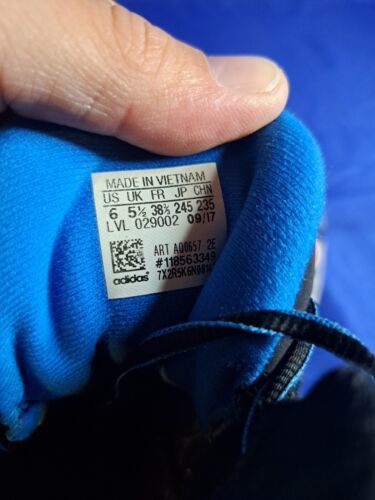 MADE IN VIETNAM
US UK FR JP CHN
6 5½ 38⅔ 245 235
LVL 029002 09/17
ART AQ0657 2E
#118563349
adidas